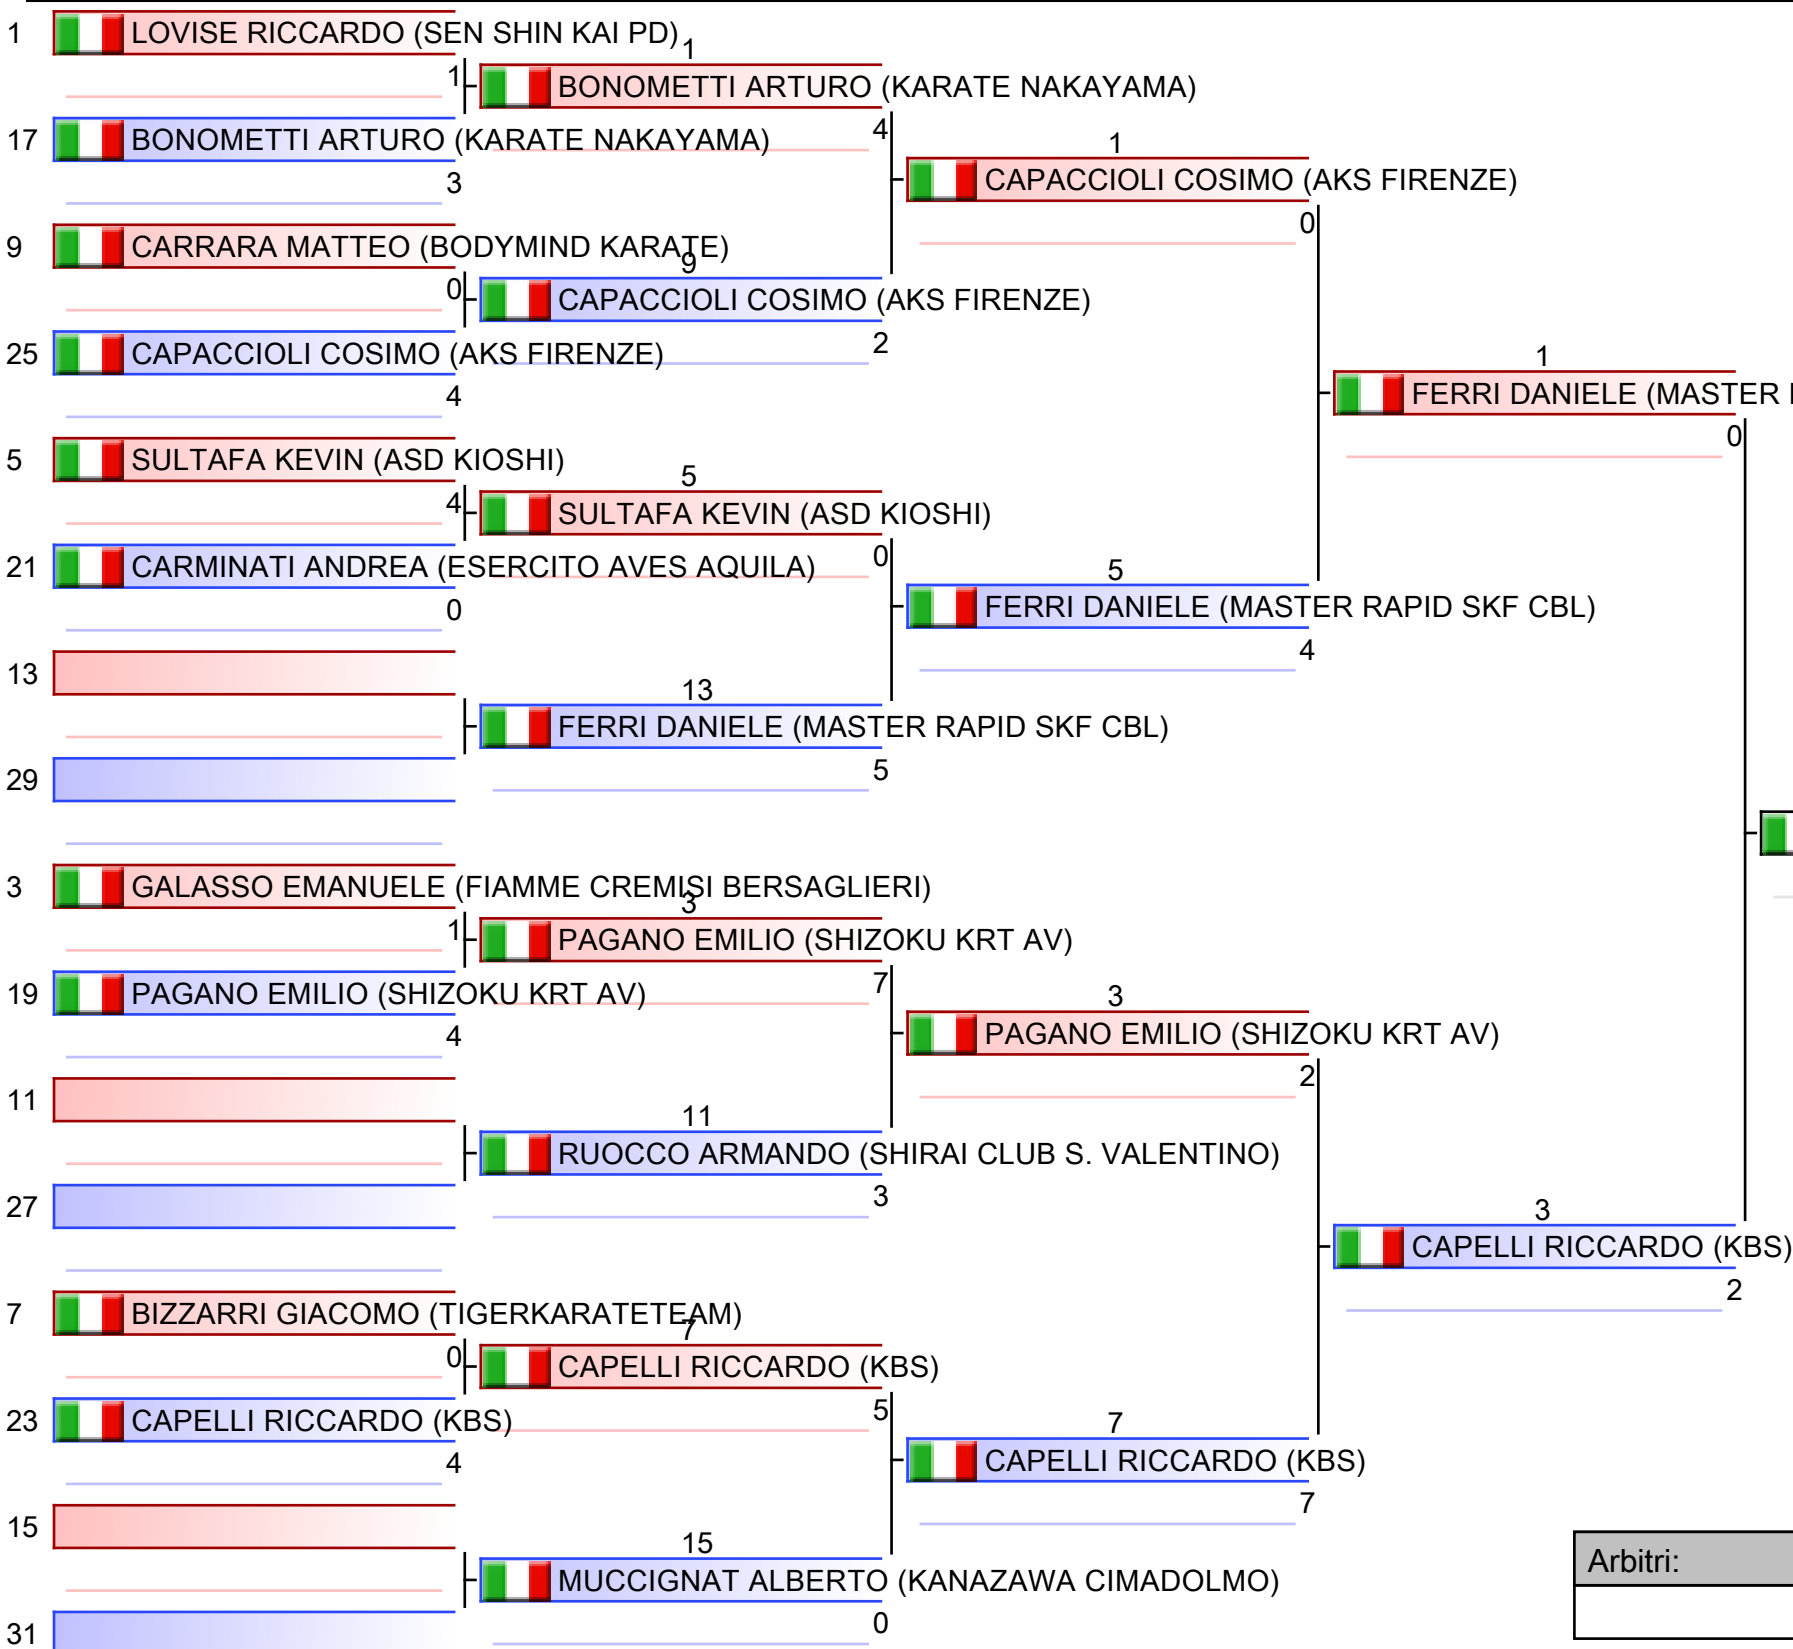 1 LOVISE RICCARDO (SEN SHIN KAI PD)
1
17 BONOMETTI ARTURO (KARATE NAKAYAMA)
3
9 CARRARA MATTEO (BODYMIND KARATE)
0
25 CAPACCIOLI COSIMO (AKS FIRENZE)
4
5 SULTAFA KEVIN (ASD KIOSHI)
4
21 CARMINATI ANDREA (ESERCITO AVES AQUILA)
0
13
29
3 GALASSO EMANUELE (FIAMME CREMISI BERSAGLIERI)
1
19 PAGANO EMILIO (SHIZOKU KRT AV)
4
11
27
7 BIZZARRI GIACOMO (TIGERKARATETEAM)
0
23 CAPELLI RICCARDO (KBS)
4
15
31
1
BONOMETTI ARTURO (KARATE NAKAYAMA)
4
9
CAPACCIOLI COSIMO (AKS FIRENZE)
2
5
SULTAFA KEVIN (ASD KIOSHI)
0
13
FERRI DANIELE (MASTER RAPID SKF CBL)
5
3
PAGANO EMILIO (SHIZOKU KRT AV)
7
11
RUOCCO ARMANDO (SHIRAI CLUB S. VALENTINO)
3
7
CAPELLI RICCARDO (KBS)
5
15
MUCCIGNAT ALBERTO (KANAZAWA CIMADOLMO)
0
1
CAPACCIOLI COSIMO (AKS FIRENZE)
0
5
FERRI DANIELE (MASTER RAPID SKF CBL)
4
3
PAGANO EMILIO (SHIZOKU KRT AV)
2
7
CAPELLI RICCARDO (KBS)
7
1
FERRI DANIELE (MASTER
0
3
CAPELLI RICCARDO (KBS)
2
Arbitri: